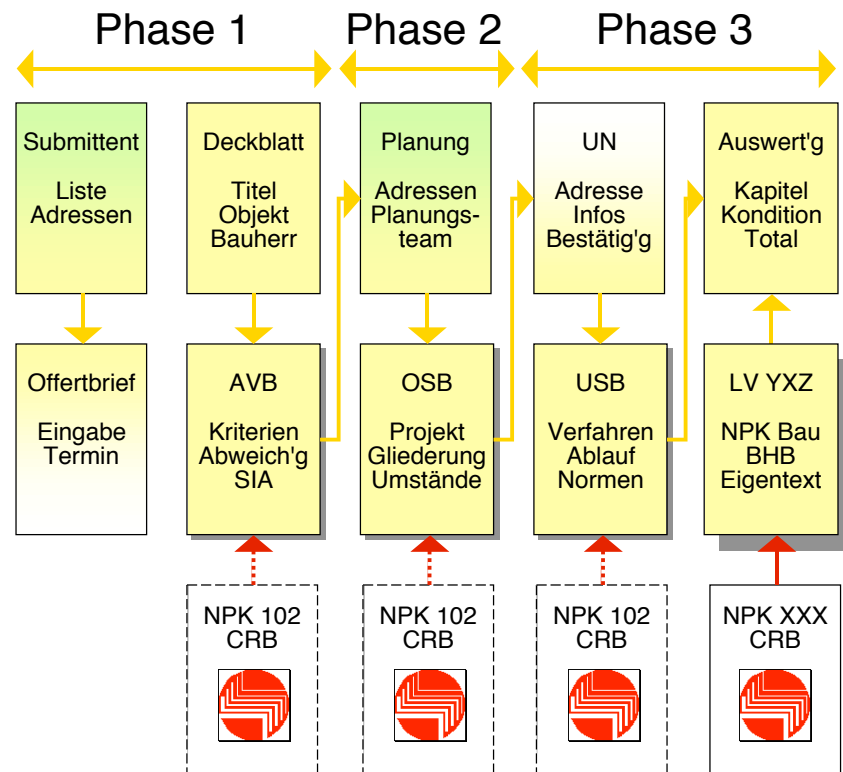 Phase 1
Phase 2
Phase 3
Submittent
Liste
Adressen
Deckblatt
Titel
Objekt
Bauherr
Planung
Adressen
Planungs-
team
UN
Adresse
Infos
Bestätig'g
Auswert'g
Kapitel
Kondition
Total
Offertbrief
Eingabe
Termin
AVB
Kriterien
Abweich'g
SIA
OSB
Projekt
Gliederung
Umstände
USB
Verfahren
Ablauf
Normen
LV YXZ
NPK Bau
BHB
Eigentext
NPK 102
CRB
NPK 102
CRB
NPK 102
CRB
NPK XXX
CRB